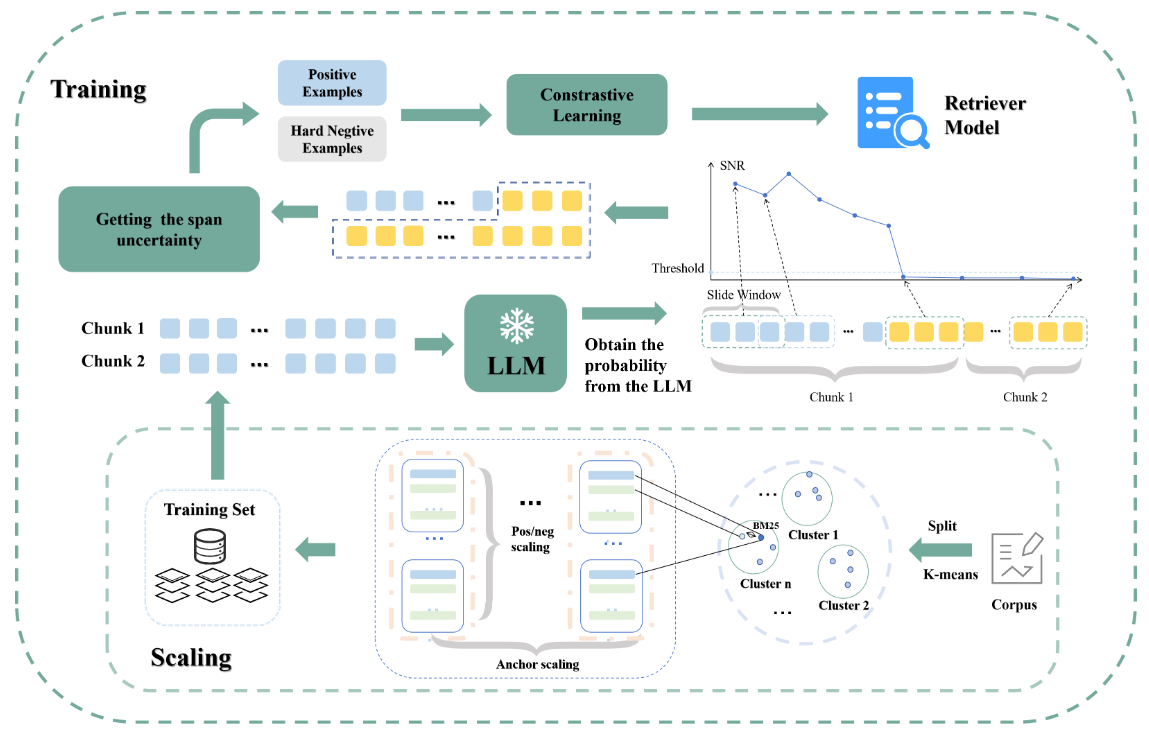 Training
Positive
Examples
Hard Negtive
Examples
Constrastive
Learning
Retriever
Model
Getting the span
uncertainty
SNR
Threshold
Slide Window
Chunk 1
Chunk 2
LLM
Obtain the
probability
from the LLM
Chunk 1
Chunk 2
Training Set
Scaling
Pos/neg
scaling
Anchor scaling
BM25
Cluster 1
Cluster n
Cluster 2
Split
K-means
Corpus